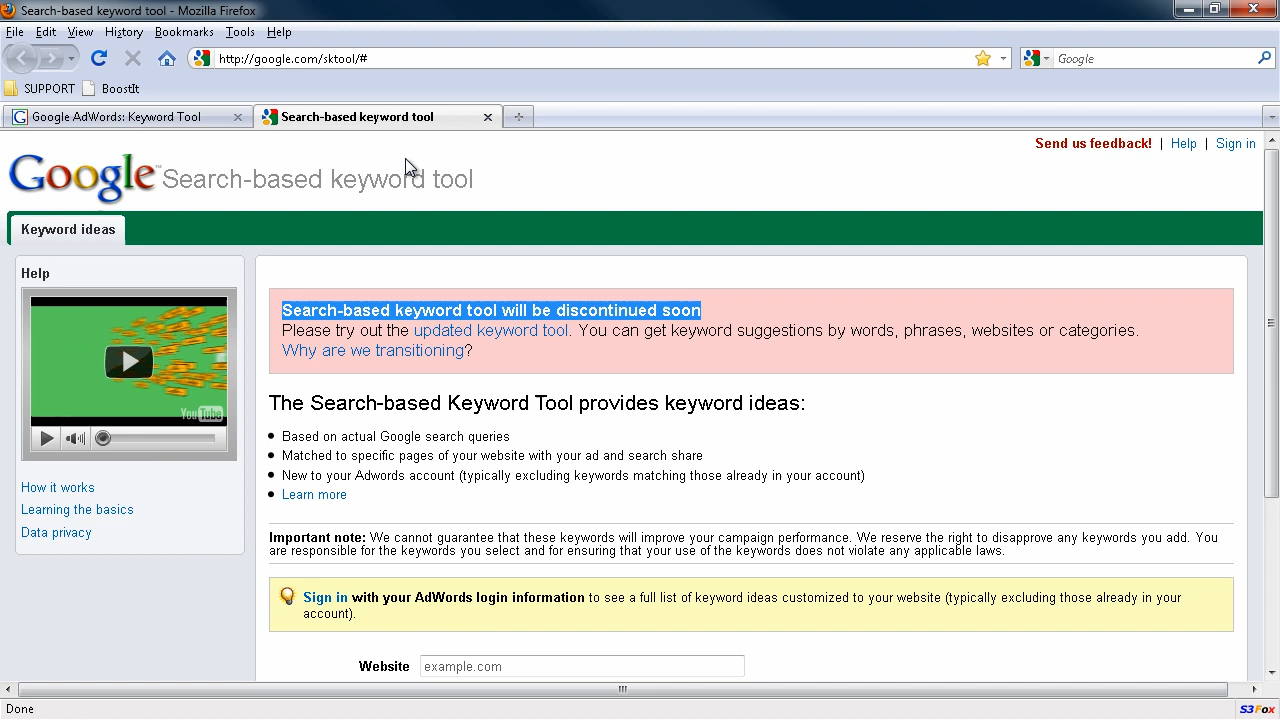 Search-based keyword tool - Mozilla Firefox
File Edit View History Bookmarks Tools Help
http://google.com/sktool/#
Google
SUPPORT BoostIt
Google AdWords: Keyword Tool
Search-based keyword tool
Send us feedback! | Help | Sign in
Google™ Search-based keyword tool
Keyword ideas
Help
YouTube
How it works
Learning the basics
Data privacy
Search-based keyword tool will be discontinued soon
Please try out the updated keyword tool. You can get keyword suggestions by words, phrases, websites or categories.
Why are we transitioning?
The Search-based Keyword Tool provides keyword ideas:
Based on actual Google search queries
Matched to specific pages of your website with your ad and search share
New to your Adwords account (typically excluding keywords matching those already in your account)
Learn more
Important note: We cannot guarantee that these keywords will improve your campaign performance. We reserve the right to disapprove any keywords you add. You
are responsible for the keywords you select and for ensuring that your use of the keywords does not violate any applicable laws.
Sign in with your AdWords login information to see a full list of keyword ideas customized to your website (typically excluding those already in your
account).
Website example.com
Done
S3Fox